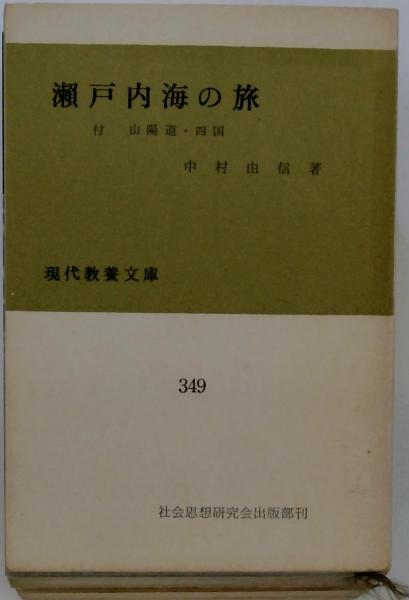 瀬戸内海の旅
付 山陽道・四国
中村由信著
現代教養文庫
349
社会思想研究会出版部刊